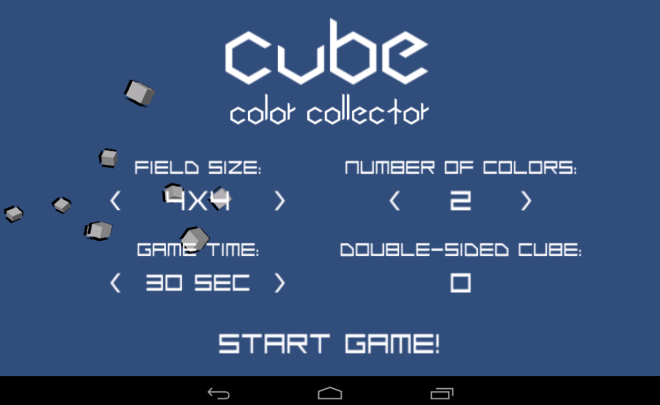 cube
color collector
FIELD SIZE:
< 4X4 >
NUMBER OF COLORS:
< 2 >
GAME TIME:
< 30 SEC >
DOUBLE-SIDED CUBE:
0
START GAME!